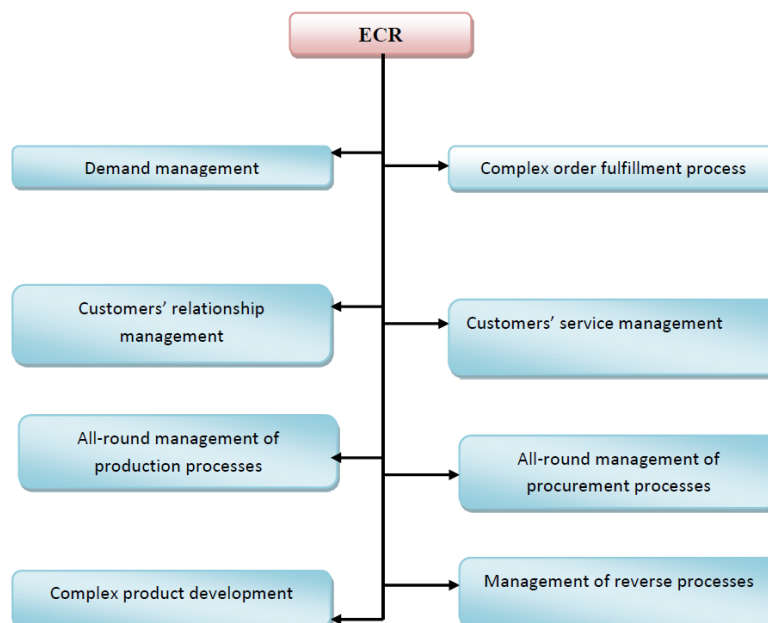 ECR
Demand management
Complex order fulfillment process
Customers’ relationship
management
Customers’ service management
All-round management of
production processes
All-round management of
procurement processes
Complex product development
Management of reverse processes